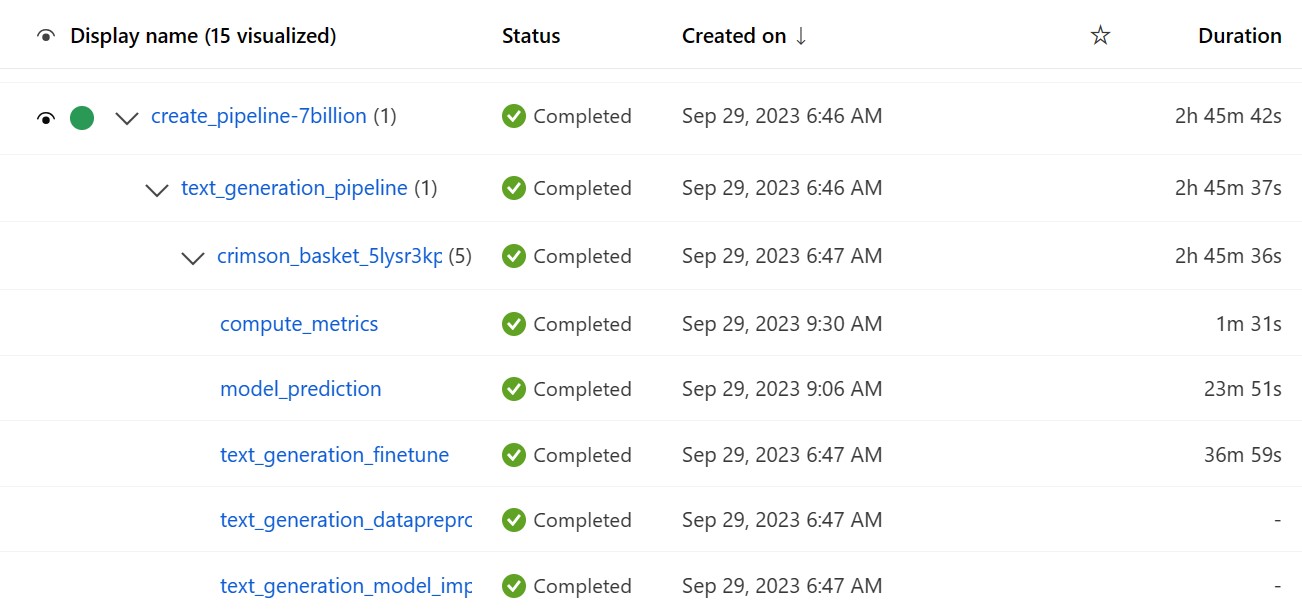 Display name (15 visualized) Status Created on ↓ Duration
create_pipeline-7billion (1) Completed Sep 29, 2023 6:46 AM 2h 45m 42s
text_generation_pipeline (1) Completed Sep 29, 2023 6:46 AM 2h 45m 37s
crimson_basket_5lysr3kp (5) Completed Sep 29, 2023 6:47 AM 2h 45m 36s
compute_metrics Completed Sep 29, 2023 9:30 AM 1m 31s
model_prediction Completed Sep 29, 2023 9:06 AM 23m 51s
text_generation_finetune Completed Sep 29, 2023 6:47 AM 36m 59s
text_generation_dataprepro Completed Sep 29, 2023 6:47 AM -
text_generation_model_imp Completed Sep 29, 2023 6:47 AM -